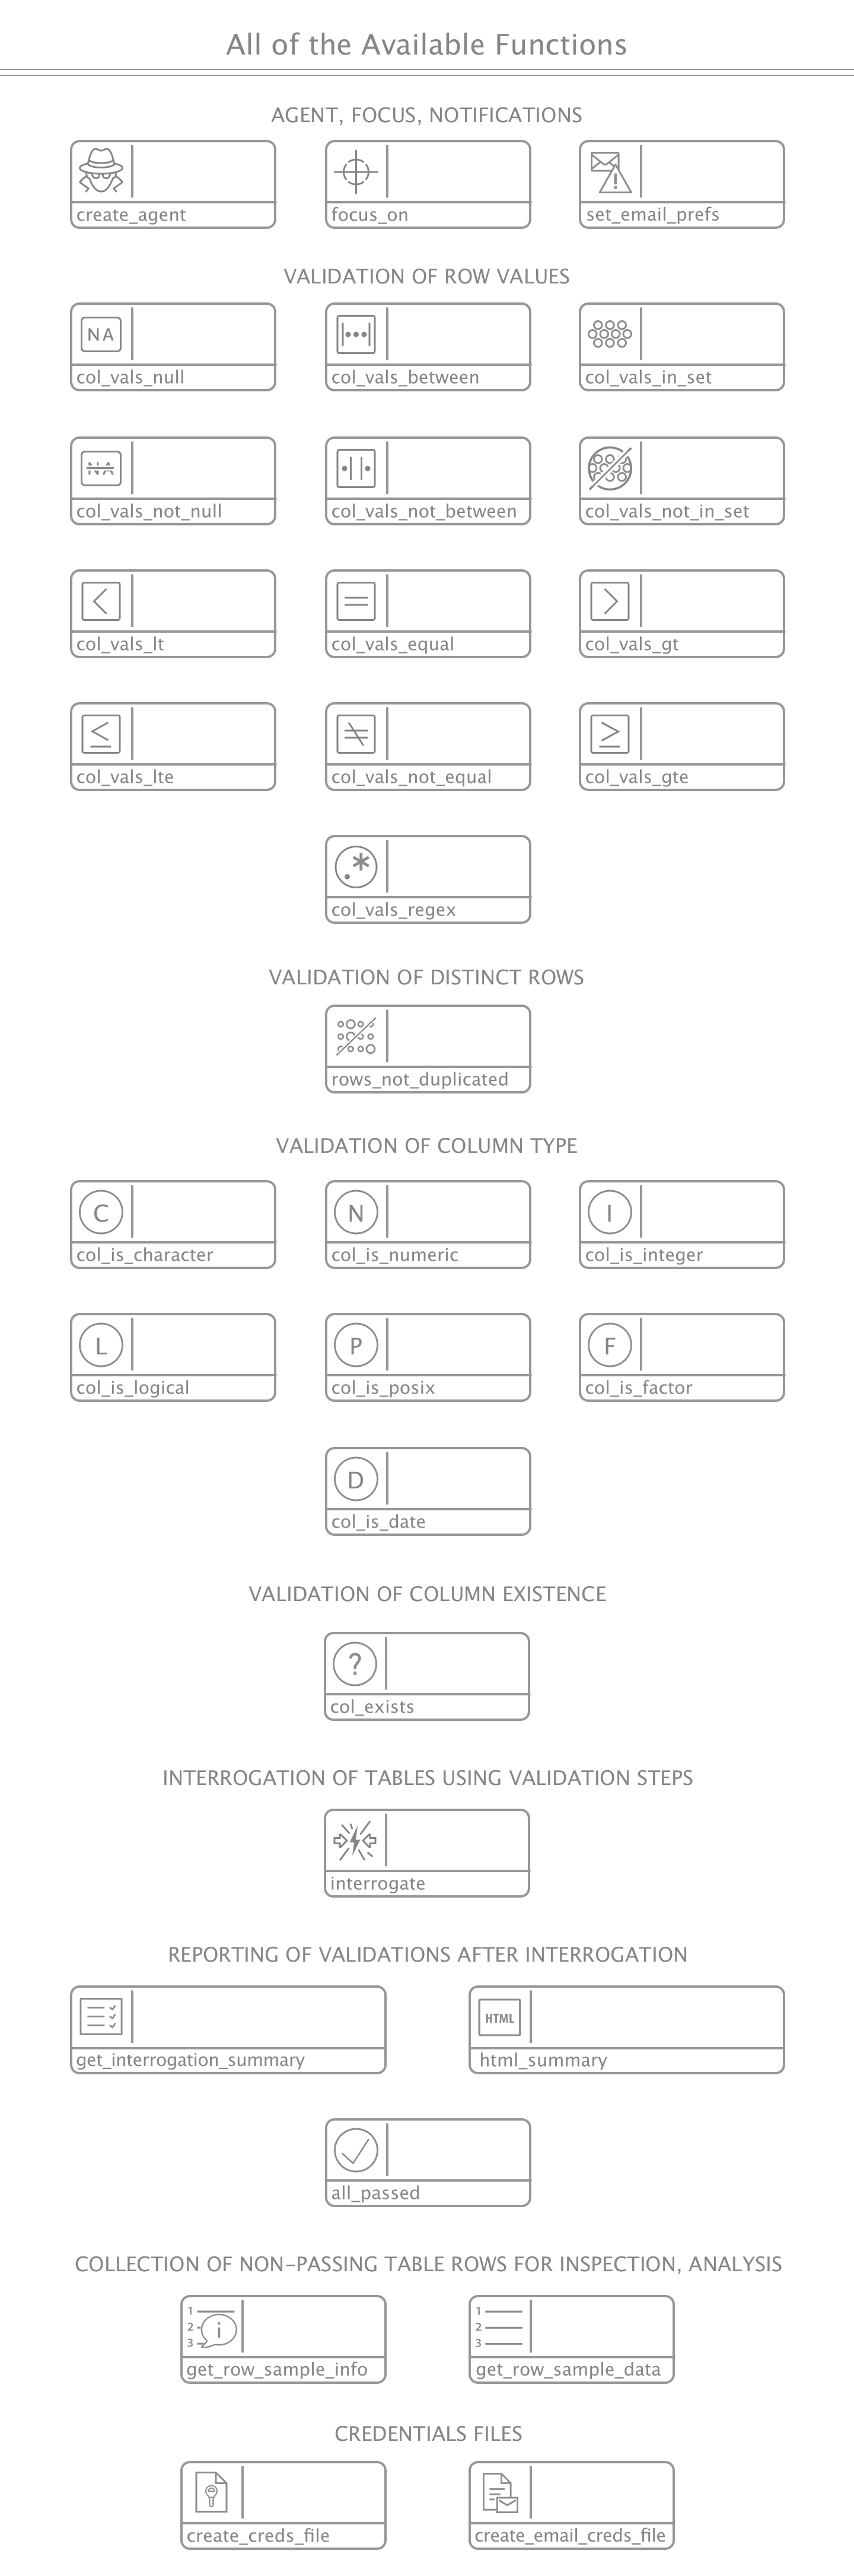 All of the Available Functions
AGENT, FOCUS, NOTIFICATIONS
create_agent
focus_on
set_email_prefs
VALIDATION OF ROW VALUES
NA
col_vals_null
col_vals_between
col_vals_in_set
NA
col_vals_not_null
col_vals_not_between
col_vals_not_in_set
<
col_vals_lt
=
col_vals_equal
>
col_vals_gt
≤
col_vals_lte
≠
col_vals_not_equal
≥
col_vals_gte
.*
col_vals_regex
VALIDATION OF DISTINCT ROWS
rows_not_duplicated
VALIDATION OF COLUMN TYPE
C
col_is_character
N
col_is_numeric
I
col_is_integer
L
col_is_logical
P
col_is_posix
F
col_is_factor
D
col_is_date
VALIDATION OF COLUMN EXISTENCE
?
col_exists
INTERROGATION OF TABLES USING VALIDATION STEPS
interrogate
REPORTING OF VALIDATIONS AFTER INTERROGATION
get_interrogation_summary
HTML
html_summary
all_passed
COLLECTION OF NON-PASSING TABLE ROWS FOR INSPECTION, ANALYSIS
1
2
3
i
get_row_sample_info
1
2
3
get_row_sample_data
CREDENTIALS FILES
create_creds_file
create_email_creds_file